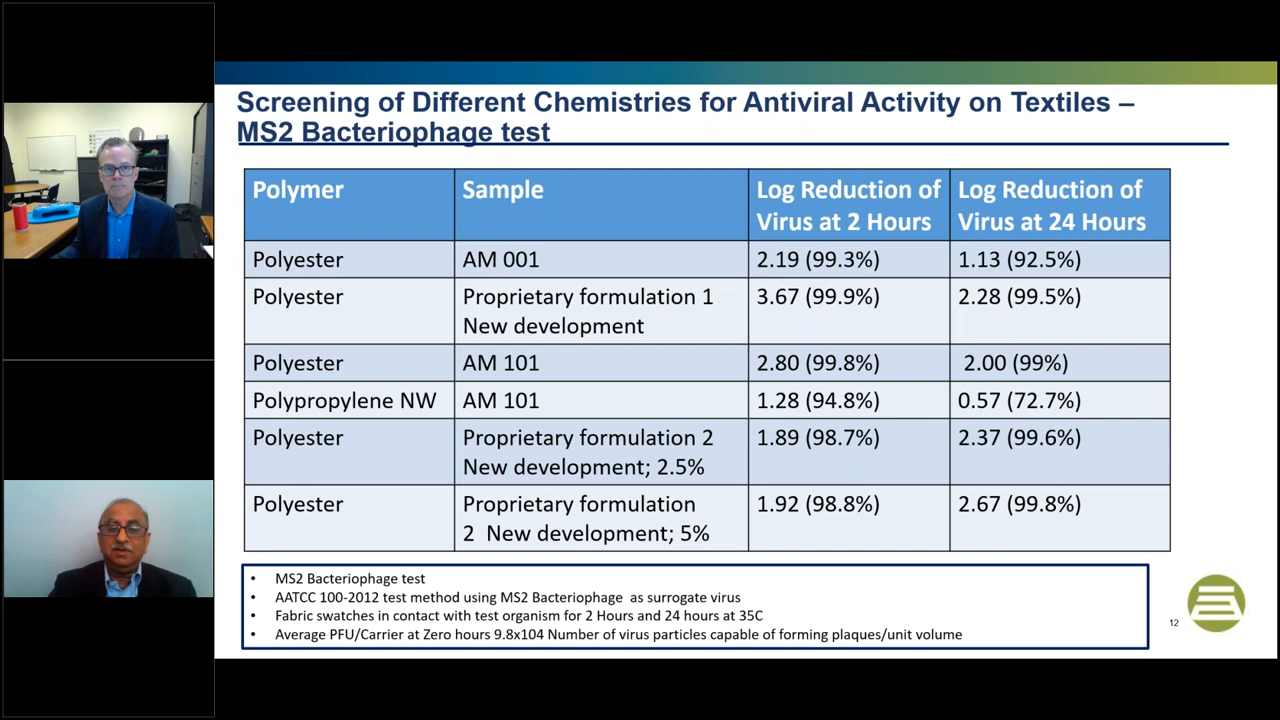 Screening of Different Chemistries for Antiviral Activity on Textiles –
MS2 Bacteriophage test
Polymer
Sample
Log Reduction of
Virus at 2 Hours
Log Reduction of
Virus at 24 Hours
Polyester
AM 001
2.19 (99.3%)
1.13 (92.5%)
Polyester
Proprietary formulation 1
New development
3.67 (99.9%)
2.28 (99.5%)
Polyester
AM 101
2.80 (99.8%)
2.00 (99%)
Polypropylene NW
AM 101
1.28 (94.8%)
0.57 (72.7%)
Polyester
Proprietary formulation 2
New development; 2.5%
1.89 (98.7%)
2.37 (99.6%)
Polyester
Proprietary formulation
2 New development; 5%
1.92 (98.8%)
2.67 (99.8%)
• MS2 Bacteriophage test
• AATCC 100-2012 test method using MS2 Bacteriophage as surrogate virus
• Fabric swatches in contact with test organism for 2 Hours and 24 hours at 35C
• Average PFU/Carrier at Zero hours 9.8x104 Number of virus particles capable of forming plaques/unit volume
12